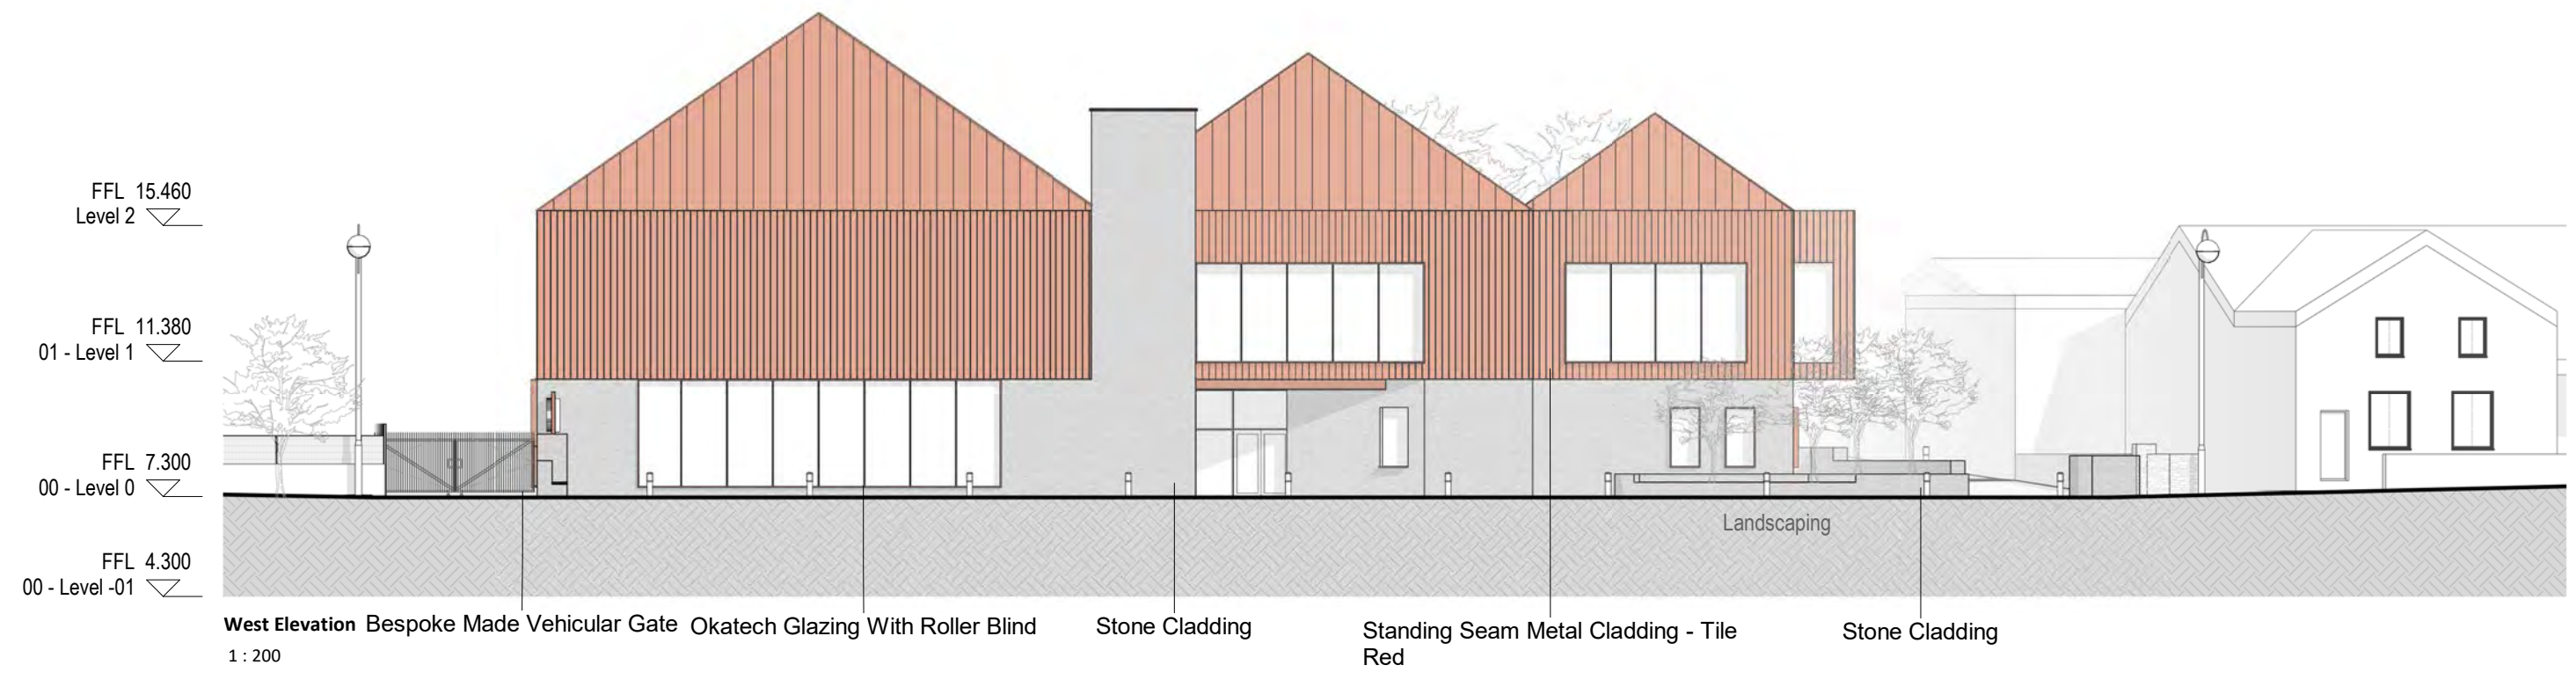 FFL 15.460
Level 2
FFL 11.380
01 - Level 1
FFL 7.300
00 - Level 0
Landscaping
FFL 4.300
00 - Level -01
West Elevation
1 : 200
Bespoke Made Vehicular Gate
Okatech Glazing With Roller Blind
Stone Cladding
Standing Seam Metal Cladding - Tile
Red
Stone Cladding